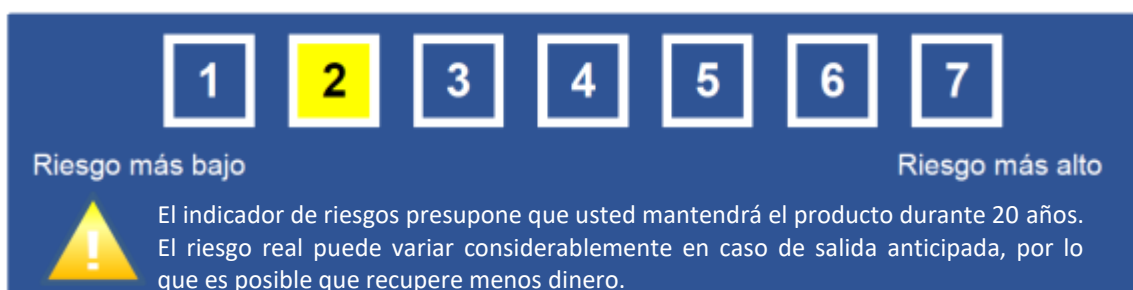 1 2 3 4 5 6 7
Riesgo más bajo Riesgo más alto
!
El indicador de riesgos presupone que usted mantendrá el producto durante 20 años.
El riesgo real puede variar considerablemente en caso de salida anticipada, por lo
que es posible que recupere menos dinero.